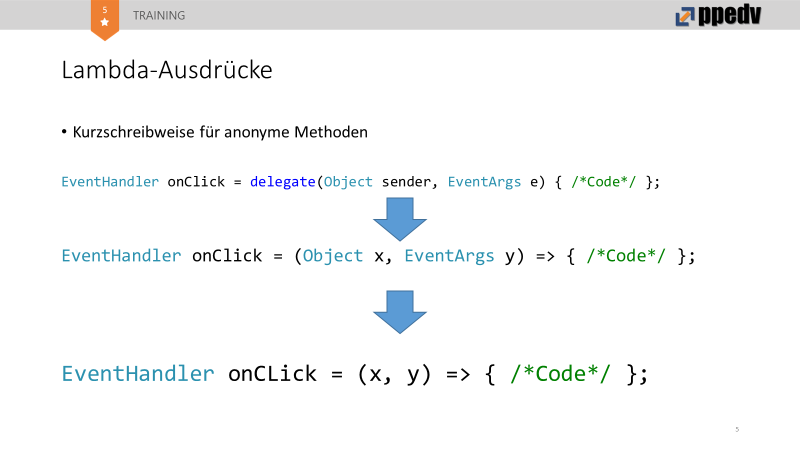 5
TRAINING
ppedv
Lambda-Ausdrücke
• Kurzschreibweise für anonyme Methoden
EventHandler onClick = delegate(Object sender, EventArgs e) { /*Code*/ };
EventHandler onClick = (Object x, EventArgs y) => { /*Code*/ };
EventHandler onCLick = (x, y) => { /*Code*/ };
5